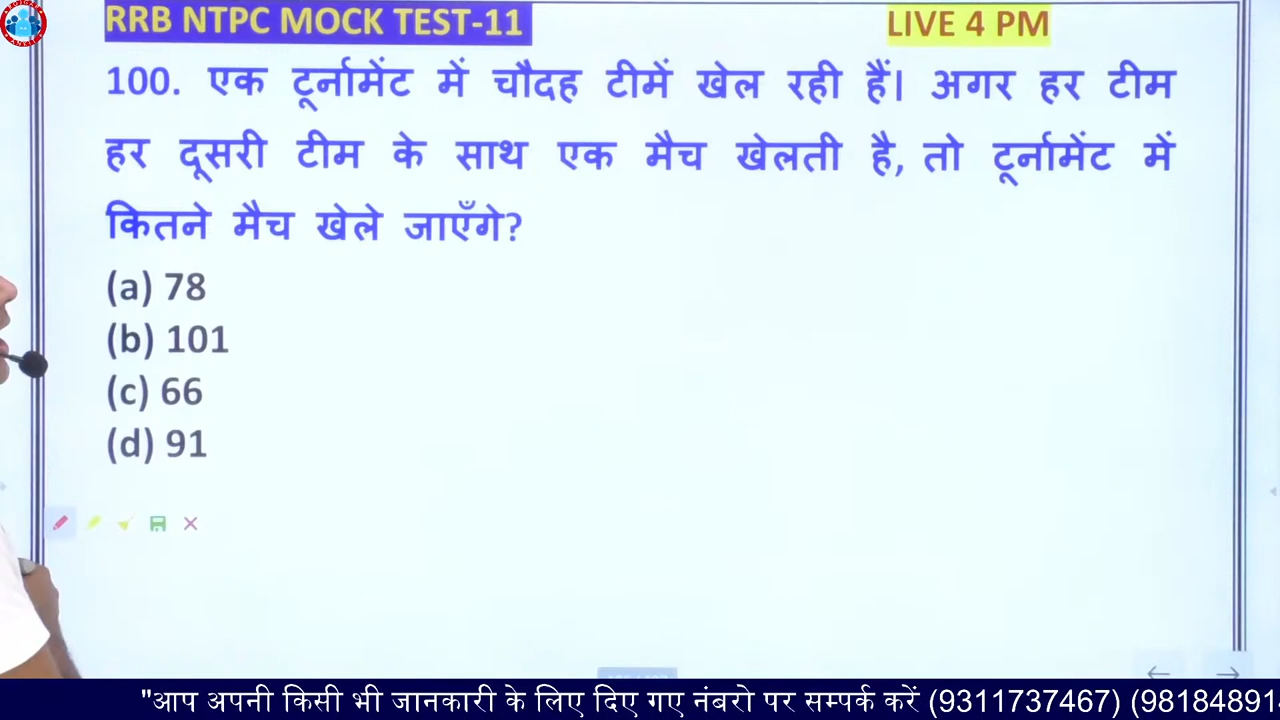 RRB NTPC MOCK TEST-11
LIVE 4 PM
100. एक टूर्नामेंट में चौदह टीमें खेल रही हैं। अगर हर टीम
हर दूसरी टीम के साथ एक मैच खेलती है, तो टूर्नामेंट में
कितने मैच खेले जाएँगे?
(a) 78
(b) 101
(c) 66
(d) 91
"आप अपनी किसी भी जानकारी के लिए दिए गए नंबरो पर सम्पर्क करें (9311737467) (98184891